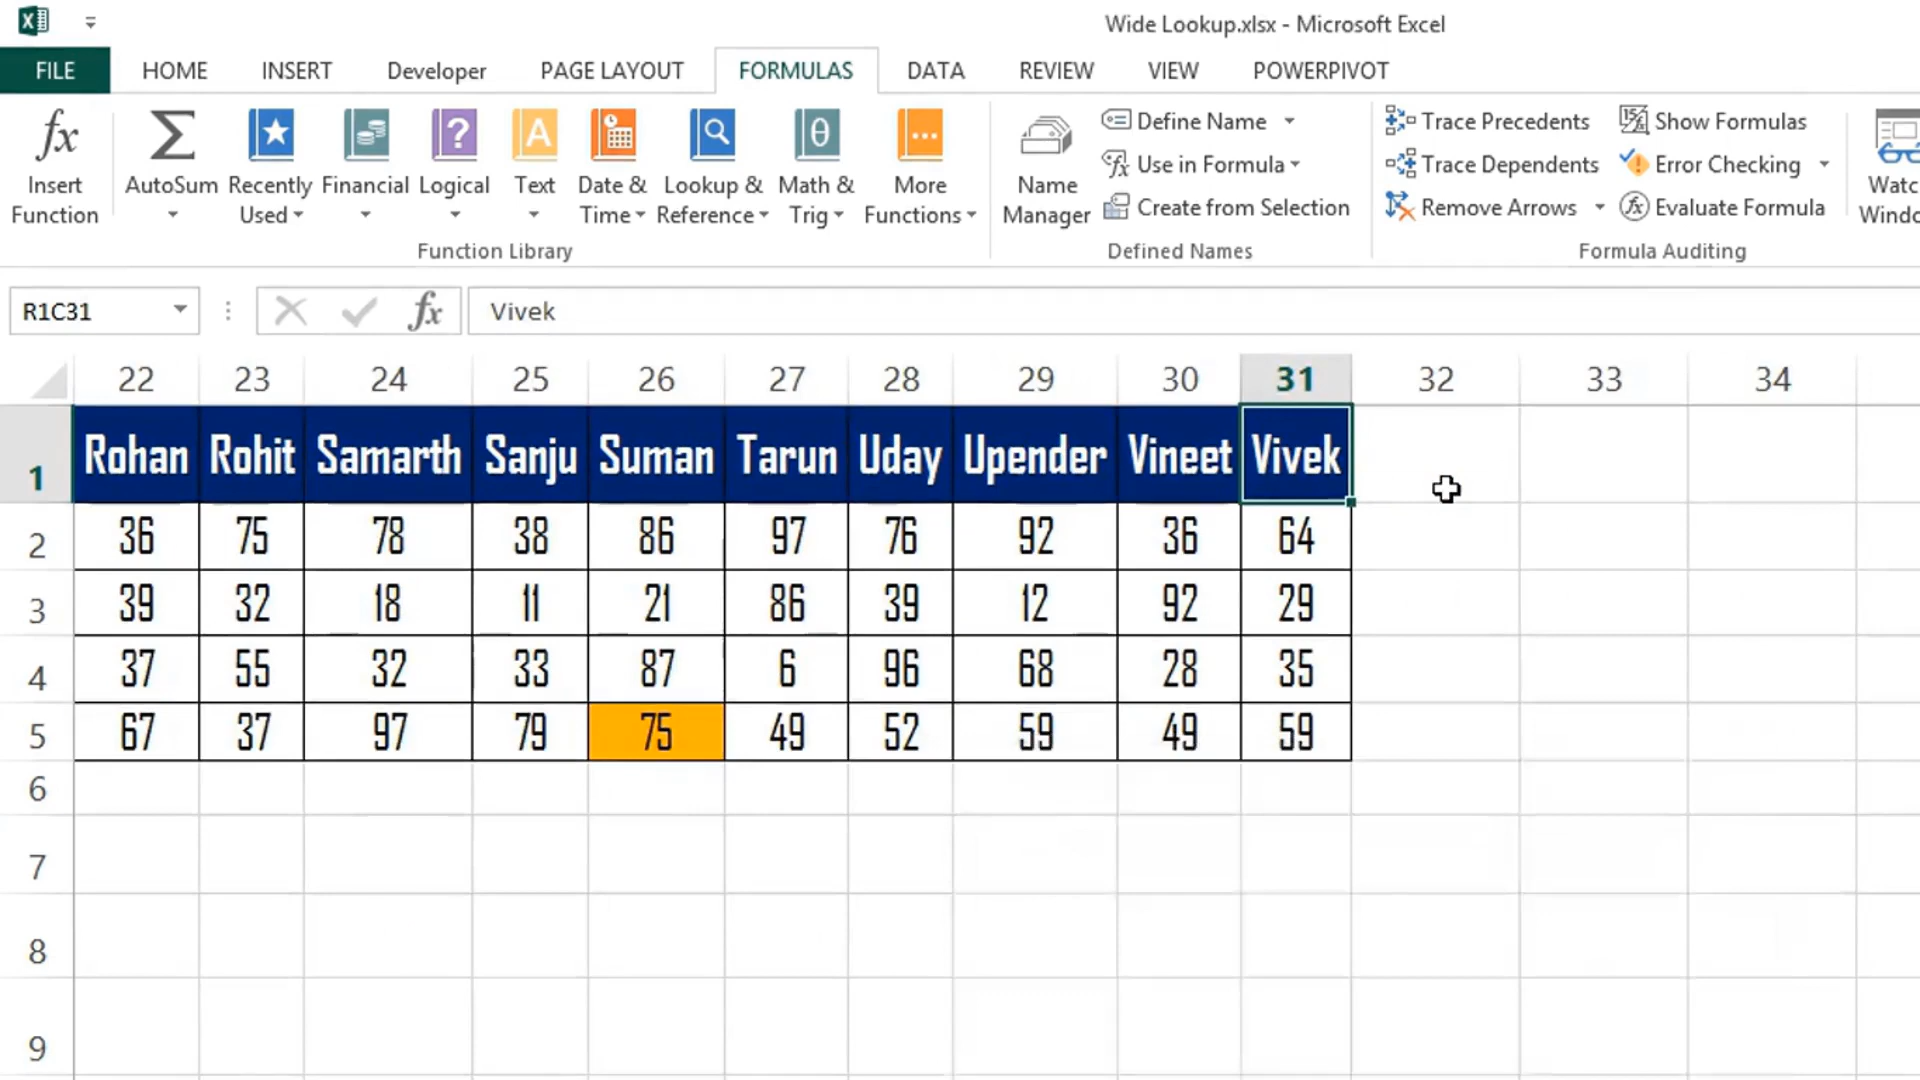 Wide Lookup.xlsx - Microsoft Excel
FILE HOME INSERT Developer PAGE LAYOUT FORMULAS DATA REVIEW VIEW POWERPIVOT
fx Insert Function
Σ AutoSum
Recently Used
Financial
Logical
Text
Date & Time
Lookup & Reference
Math & Trig
More Functions
Function Library
Name Manager
Define Name
Use in Formula
Create from Selection
Defined Names
Trace Precedents
Trace Dependents
Remove Arrows
Show Formulas
Error Checking
Evaluate Formula
Formula Auditing
Watc
Windo
R1C31 fx Vivek
22 23 24 25 26 27 28 29 30 31 32 33 34
1 Rohan Rohit Samarth Sanju Suman Tarun Uday Upender Vineet Vivek
2 36 75 78 38 86 97 76 92 36 64
3 39 32 18 11 21 86 39 12 92 29
4 37 55 32 33 87 6 96 68 28 35
5 67 37 97 79 75 49 52 59 49 59
6
7
8
9